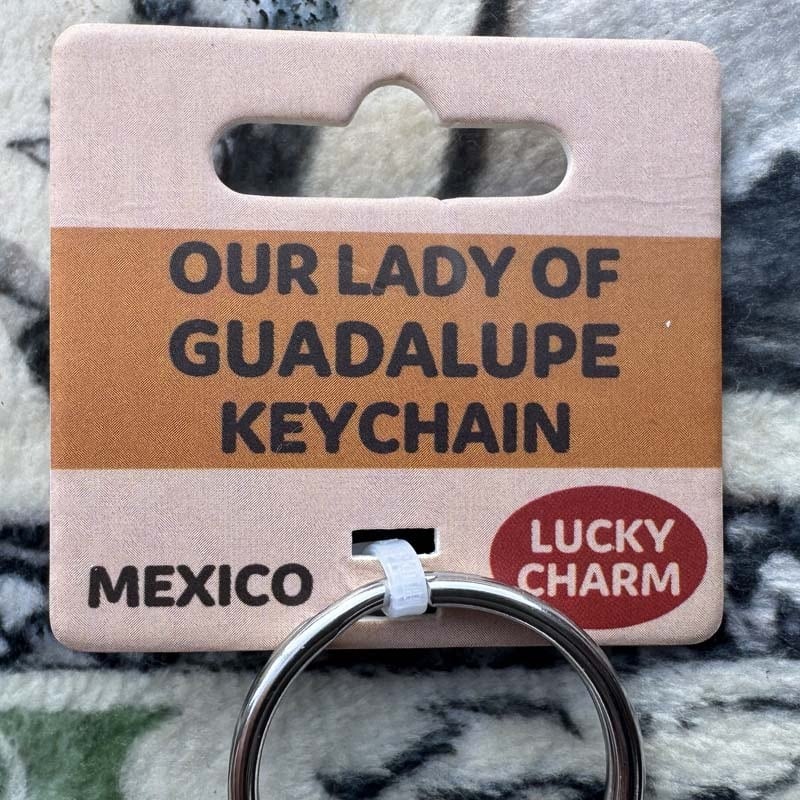 OUR LADY OF
GUADALUPE
KEYCHAIN
MEXICO
LUCKY
CHARM